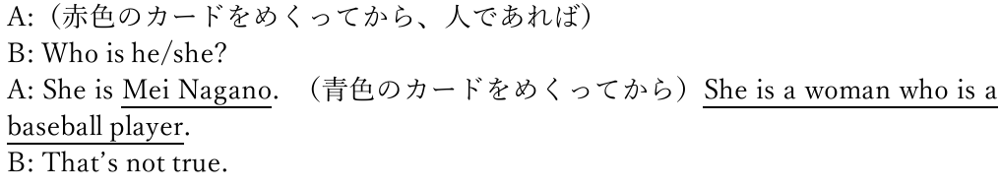 A:（赤色のカードをめくってから、人であれば）
B: Who is he/she?
A: She is Mei Nagano. （青色のカードをめくってから）She is a woman who is a
baseball player.
B: That’s not true.